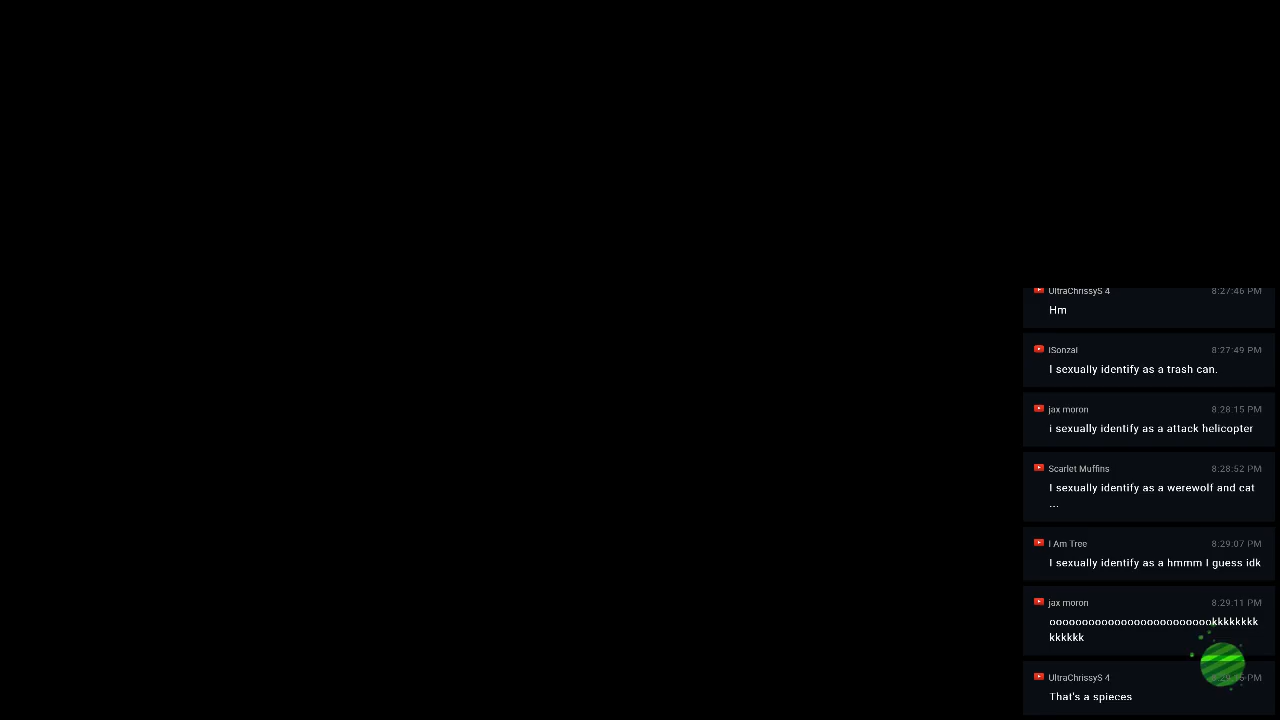 UltraChrissyS 4 8:27:46 PM
Hm
ISonzai 8:27:49 PM
I sexually identify as a trash can.
jax moron 8:28:15 PM
i sexually identify as a attack helicopter
Scarlet Muffins 8:28:52 PM
I sexually identify as a werewolf and cat
...
I Am Tree 8:29:07 PM
I sexually identify as a hmmm I guess idk
jax moron 8:29:11 PM
oooooooooooooooooooooooookkkkkkkk
kkkkkk
UltraChrissyS 4 PM
That's a spieces